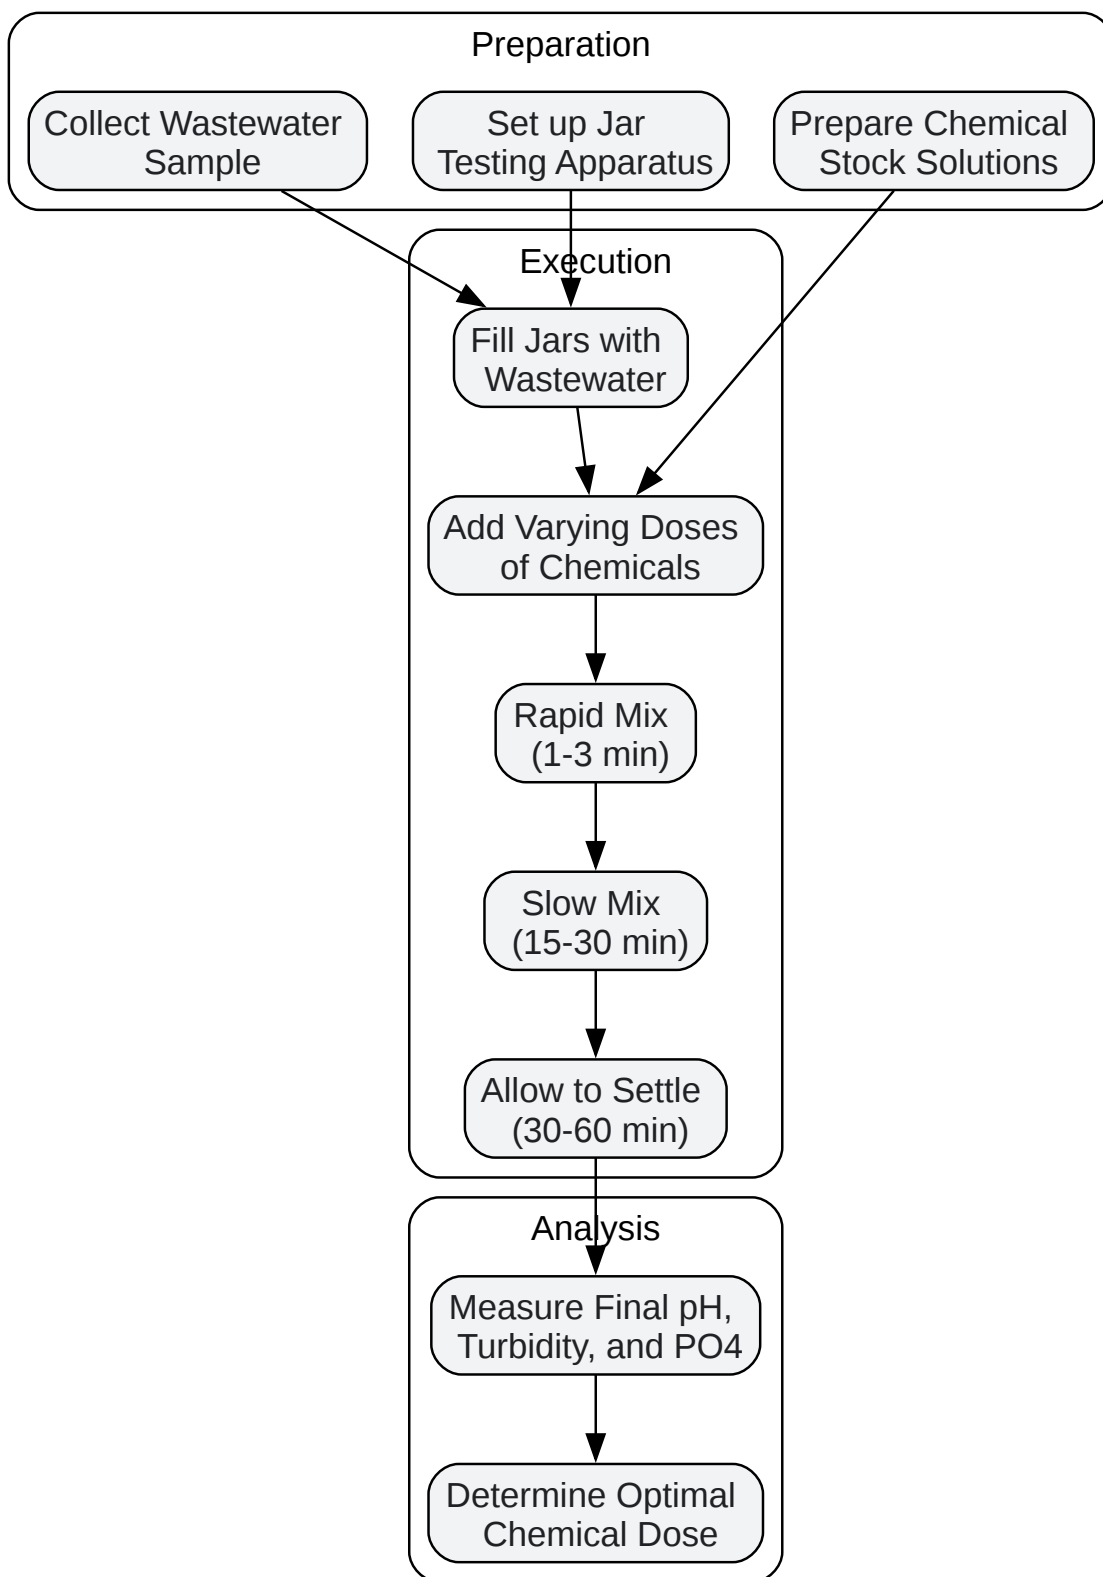 Preparation
Collect Wastewater
Sample
Set up Jar
Testing Apparatus
Prepare Chemical
Stock Solutions
Execution
Fill Jars with
Wastewater
Add Varying Doses
of Chemicals
Rapid Mix
(1-3 min)
Slow Mix
(15-30 min)
Allow to Settle
(30-60 min)
Analysis
Measure Final pH,
Turbidity, and PO4
Determine Optimal
Chemical Dose